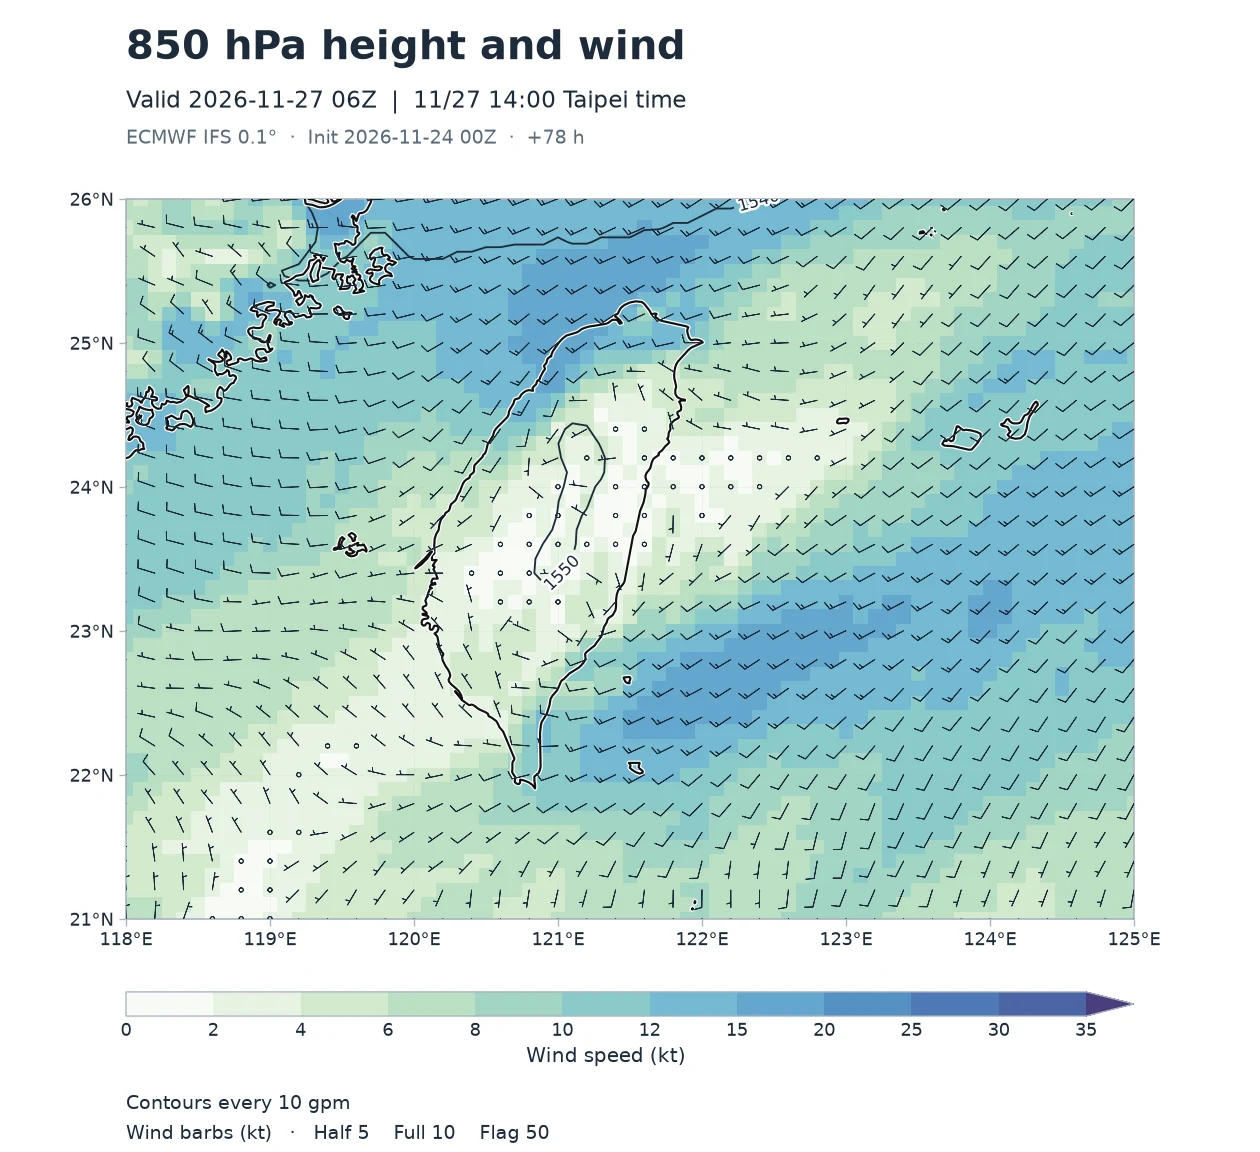 850 hPa height and wind
Valid 2026-11-27 06Z | 11/27 14:00 Taipei time
ECMWF IFS 0.1° · Init 2026-11-24 00Z · +78 h
26°N
1540
25°N
24°N
1550
23°N
22°N
21°N
118°E 119°E 120°E 121°E 122°E 123°E 124°E 125°E
0 2 4 6 8 10 12 15 20 25 30 35
Wind speed (kt)
Contours every 10 gpm
Wind barbs (kt) · Half 5 Full 10 Flag 50